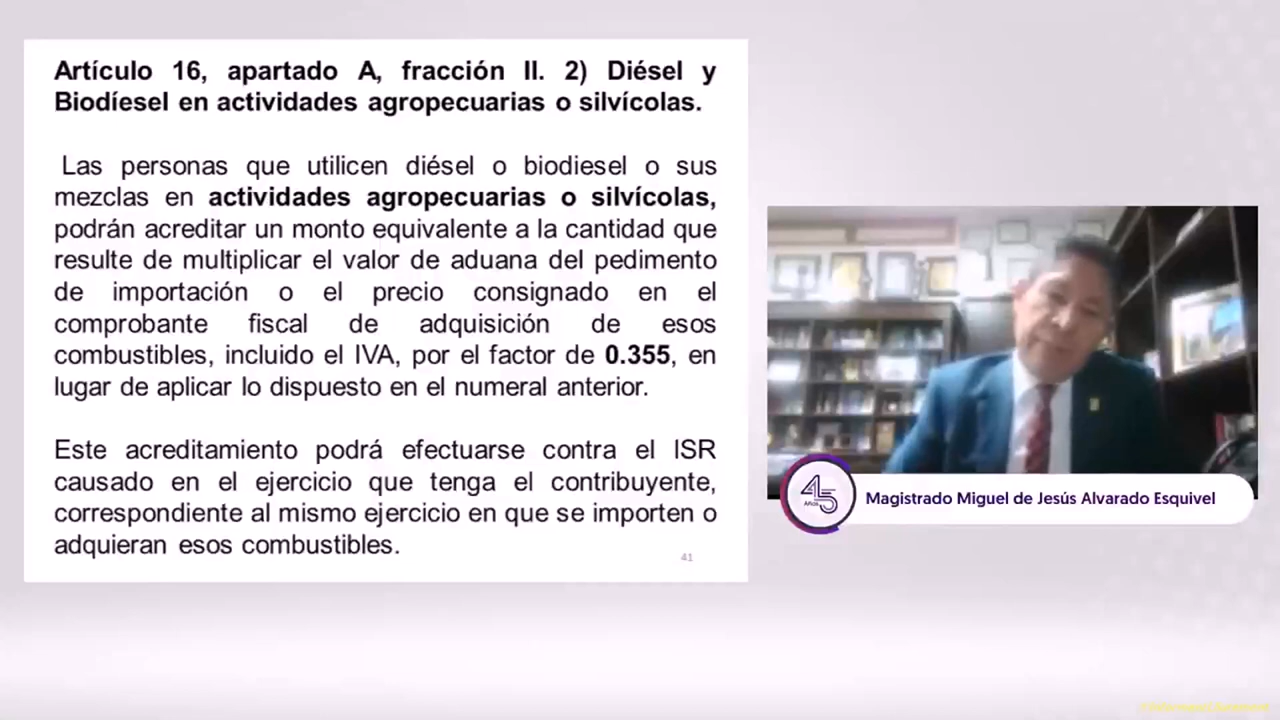 Artículo 16, apartado A, fracción II. 2) Diésel y
Biodíesel en actividades agropecuarias o silvícolas.
Las personas que utilicen diésel o biodiesel o sus
mezclas en actividades agropecuarias o silvícolas,
podrán acreditar un monto equivalente a la cantidad que
resulte de multiplicar el valor de aduana del pedimento
de importación o el precio consignado en el
comprobante fiscal de adquisición de esos
combustibles, incluido el IVA, por el factor de 0.355, en
lugar de aplicar lo dispuesto en el numeral anterior.
Este acreditamiento podrá efectuarse contra el ISR
causado en el ejercicio que tenga el contribuyente,
correspondiente al mismo ejercicio en que se importen o
adquieran esos combustibles.
41
45
AÑOS
Magistrado Miguel de Jesús Alvarado Esquivel